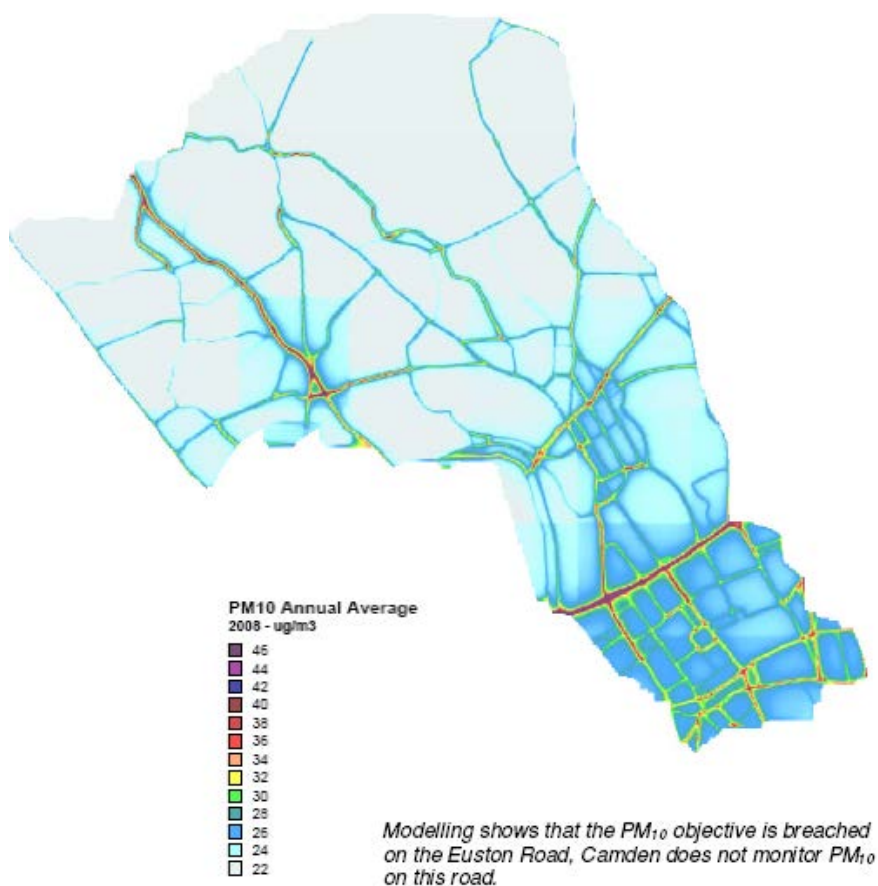 PM10 Annual Average
2008 - ug/m3
46
44
42
40
38
36
34
32
30
28
26
24
22
Modelling shows that the PM₁₀ objective is breached
on the Euston Road, Camden does not monitor PM₁₀
on this road.